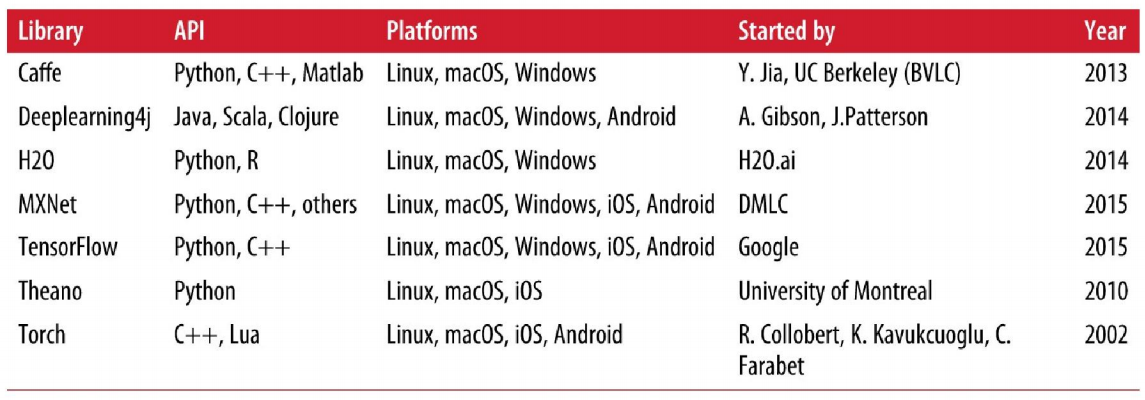 Library API Platforms Started by Year
Caffe Python, C++, Matlab Linux, macOS, Windows Y. Jia, UC Berkeley (BVLC) 2013
Deeplearning4j Java, Scala, Clojure Linux, macOS, Windows, Android A. Gibson, J.Patterson 2014
H2O Python, R Linux, macOS, Windows H2O.ai 2014
MXNet Python, C++, others Linux, macOS, Windows, iOS, Android DMLC 2015
TensorFlow Python, C++ Linux, macOS, Windows, iOS, Android Google 2015
Theano Python Linux, macOS, iOS University of Montreal 2010
Torch C++, Lua Linux, macOS, iOS, Android R. Collobert, K. Kavukcuoglu, C. 2002
Farabet